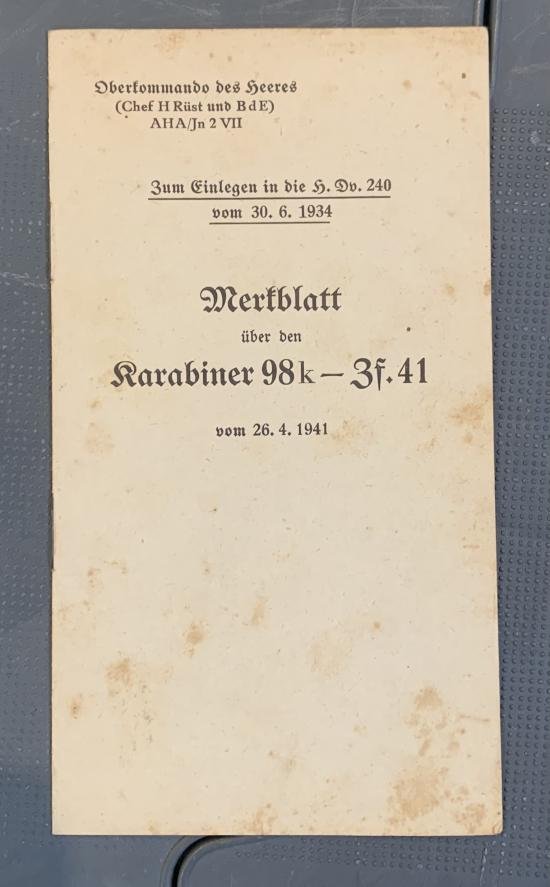 Oberkommando des Heeres
(Chef H Rüst und B d E)
AHA/Jn 2 VII
Zum Einlegen in die H. Dv. 240
vom 30. 6. 1934
Merkblatt
über den
Karabiner 98k – Zf. 41
vom 26. 4. 1941